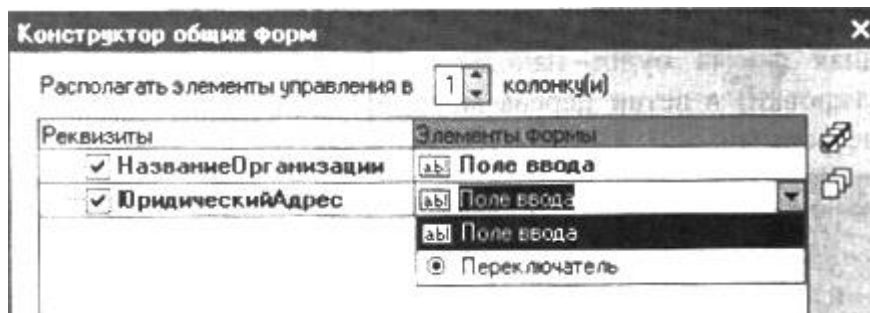 Конструктор общих форм
Располагать элементы управления в 1 колонку(и)
Реквизиты Элементы формы
НазваниеОрганизации Поле ввода
ЮридическийАдрес Поле ввода
Поле ввода
Переключатель